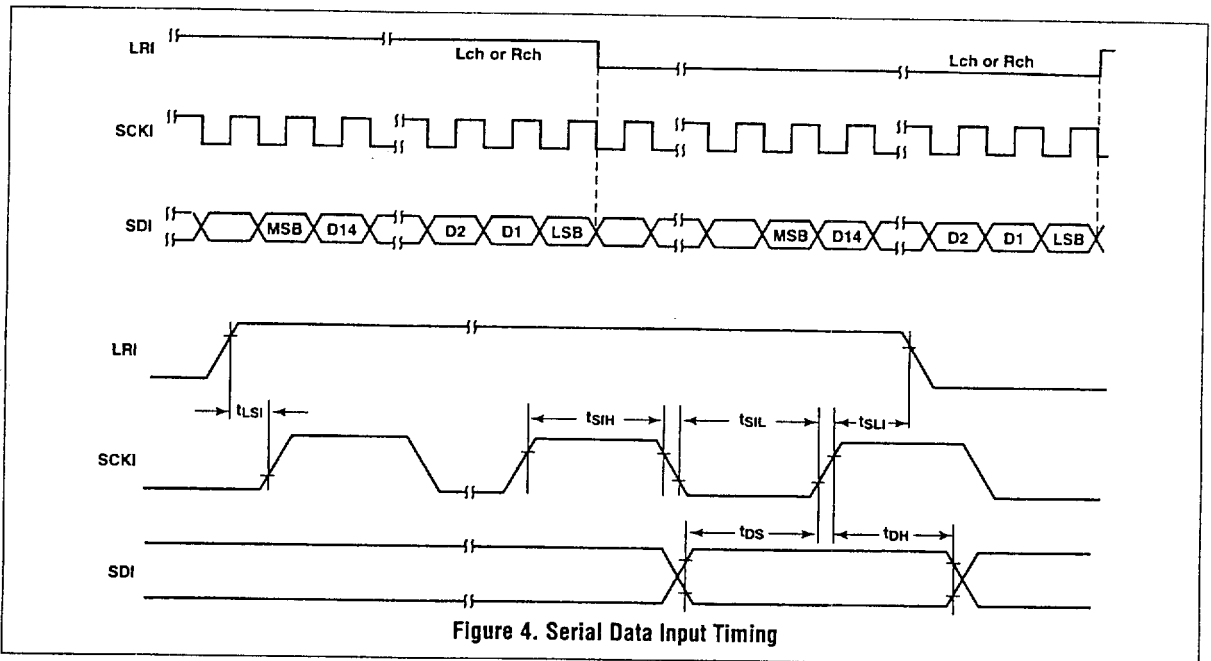 LRI
Lch or Rch
Lch or Rch
SCKI
SDI
MSB D14 D2 D1 LSB MSB D14 D2 D1 LSB
LRI
tLSI tSIH tSIL tSLI
SCKI
tDS tDH
SDI
Figure 4. Serial Data Input Timing